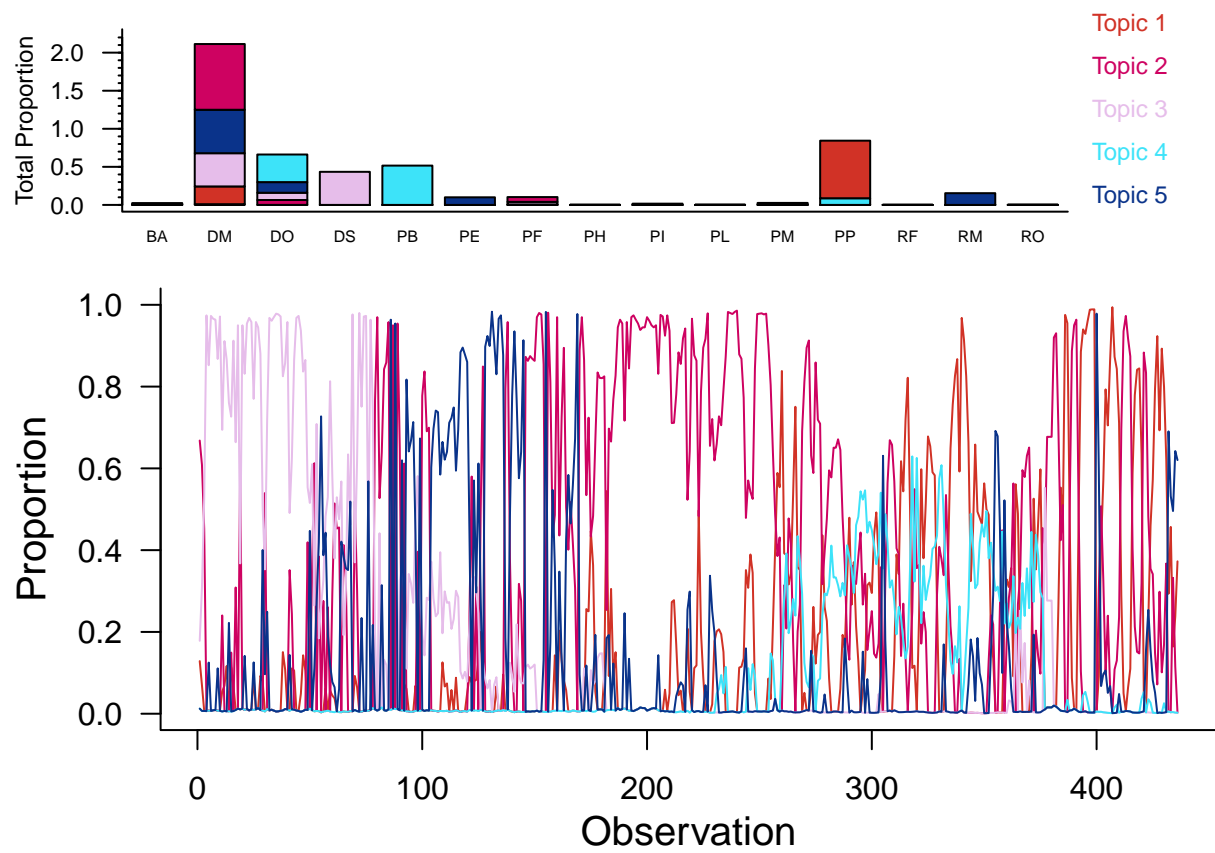 Total Proportion
2.0
1.5
1.0
0.5
0.0
BA DM DO DS PB PE PF PH PI PL PM PP RF RM RO
Topic 1
Topic 2
Topic 3
Topic 4
Topic 5
Proportion
1.0
0.8
0.6
0.4
0.2
0.0
0 100 200 300 400
Observation